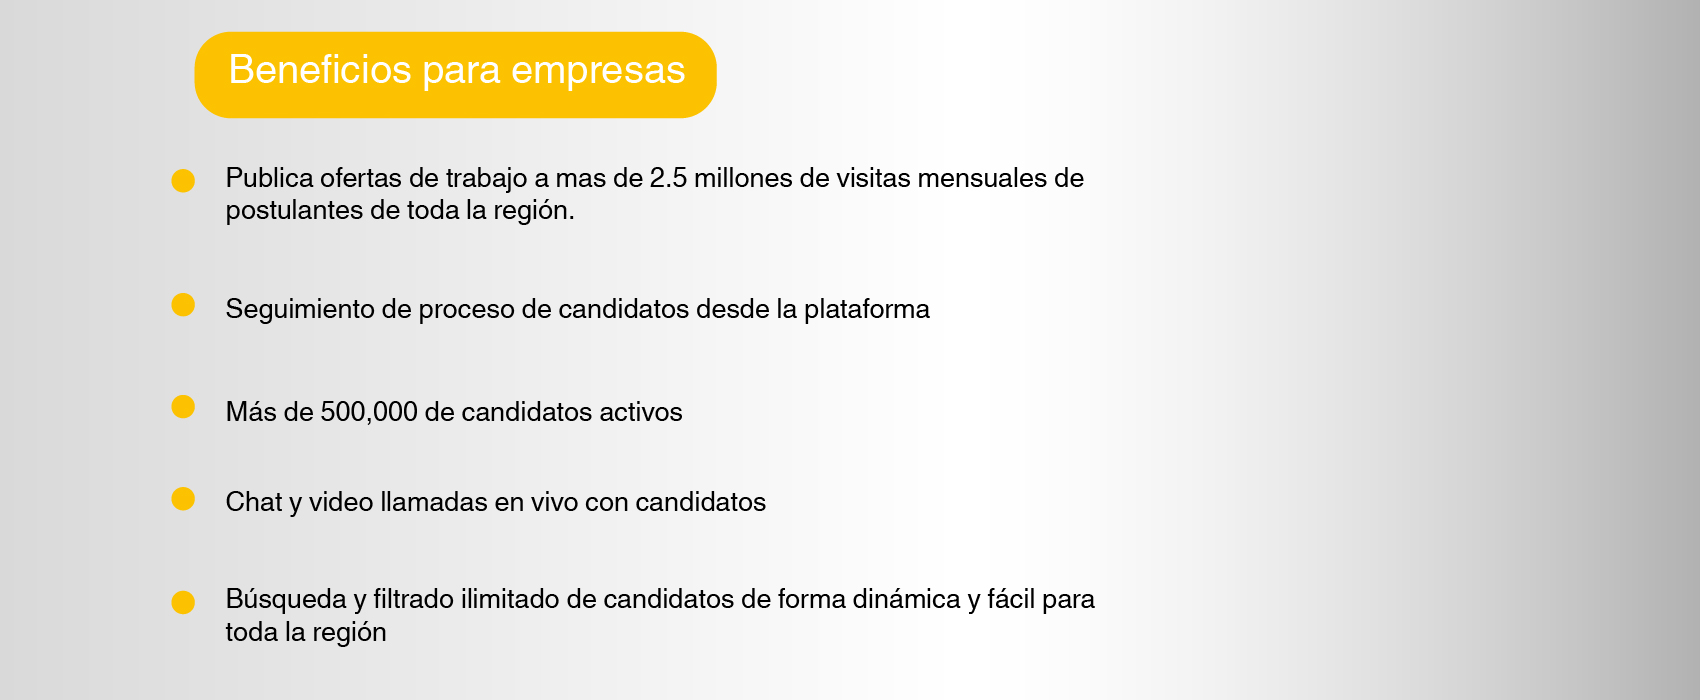 Beneficios para empresas
Publica ofertas de trabajo a mas de 2.5 millones de visitas mensuales de
postulantes de toda la región.
Seguimiento de proceso de candidatos desde la plataforma
Más de 500,000 de candidatos activos
Chat y video llamadas en vivo con candidatos
Búsqueda y filtrado ilimitado de candidatos de forma dinámica y fácil para
toda la región